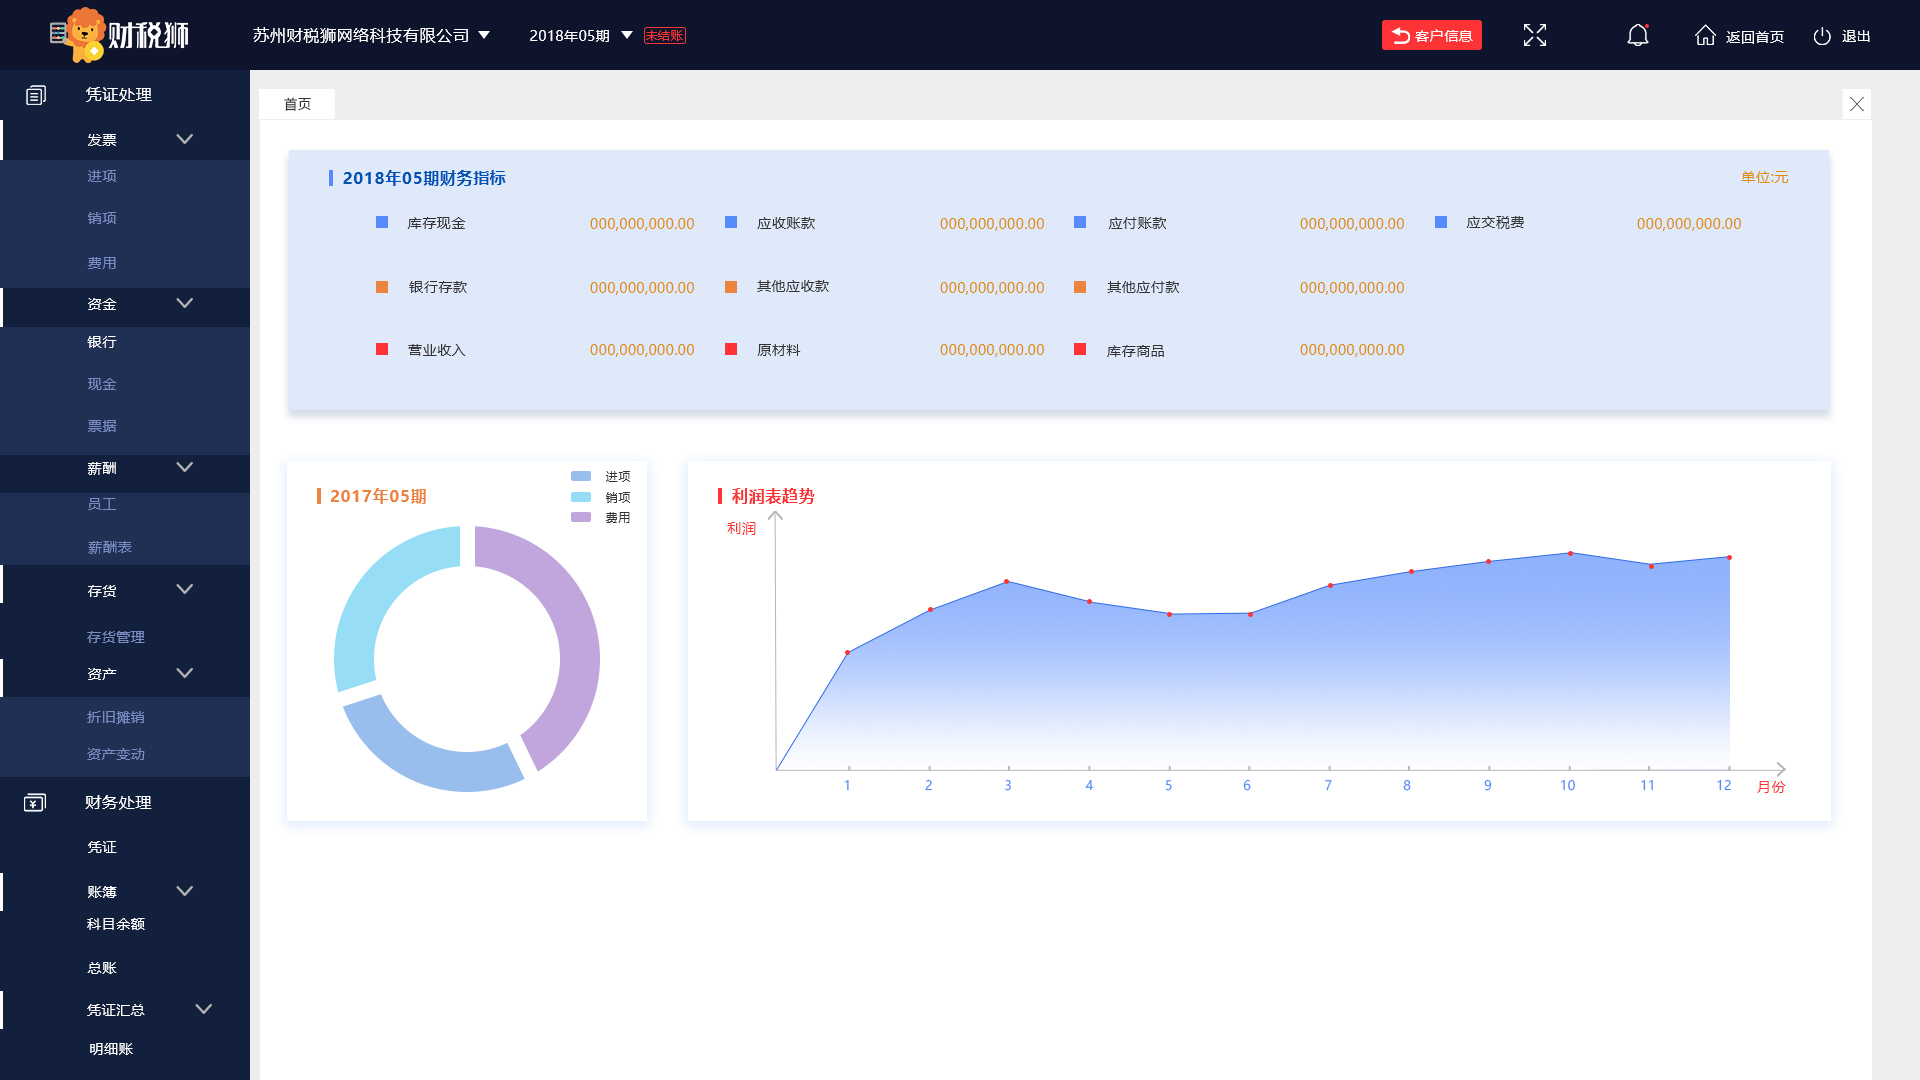 财税狮
苏州财税狮网络科技有限公司
2018年05期
未结账
客户信息
返回首页
退出
凭证处理
发票
进项
销项
费用
资金
银行
现金
票据
薪酬
员工
薪酬表
存货
存货管理
资产
折旧摊销
资产变动
财务处理
凭证
账簿
科目余额
总账
凭证汇总
明细账
首页
2018年05期财务指标
单位:元
库存现金 000,000,000.00 应收账款 000,000,000.00 应付账款 000,000,000.00 应交税费 000,000,000.00
银行存款 000,000,000.00 其他应收款 000,000,000.00 其他应付款 000,000,000.00
营业收入 000,000,000.00 原材料 000,000,000.00 库存商品 000,000,000.00
2017年05期
进项
销项
费用
利润表趋势
利润
1 2 3 4 5 6 7 8 9 10 11 12
月份